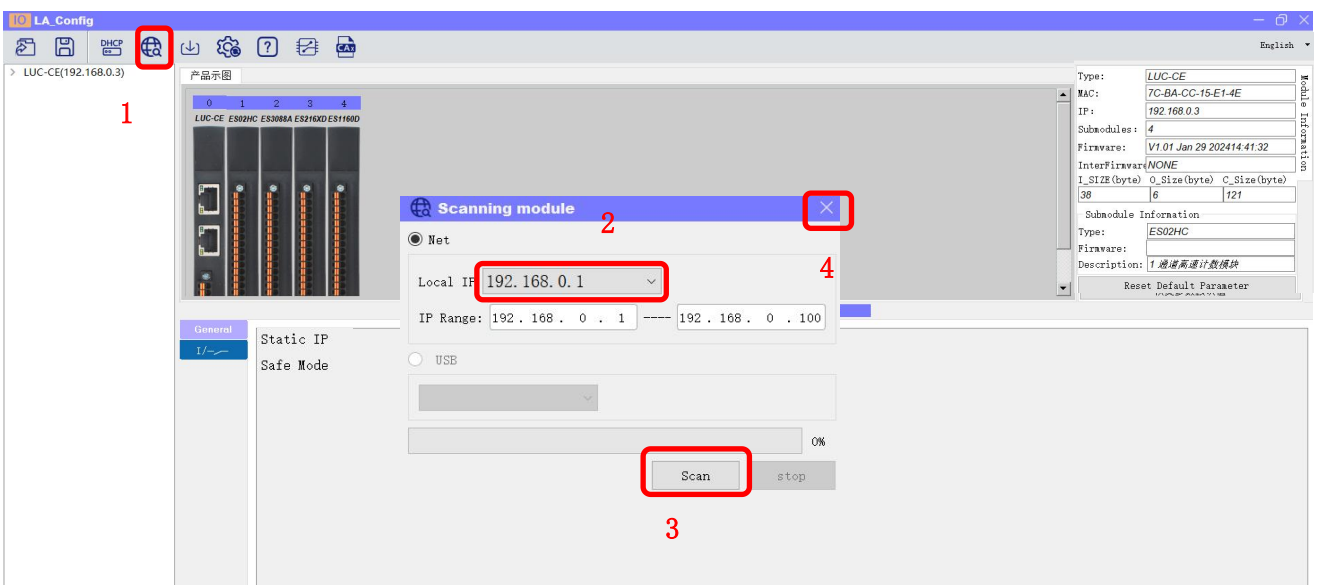 IO LA_Config
DHCP
?
CAx
English
> LUC-CE(192.168.0.3)
1
产品示图
0 1 2 3 4
LUC-CE ES02HC ES3088A ES216XD ES1160D
Type: LUC-CE
MAC: 7C-BA-CC-15-E1-4E
IP: 192.168.0.3
Submodules: 4
Firmware: V1.01 Jan 29 202414:41:32
InterFirmware NONE
I_SIZE(byte) O_Size(byte) C_Size(byte)
38 6 121
Submodule Information
Type: ES02HC
Firmware:
Description: 1 通道高速计数模块
Reset Default Parameter
Module Information
Scanning module
2
4
Net
Local IP 192.168.0.1
IP Range: 192 . 168 . 0 . 1 ---- 192 . 168 . 0 . 100
USB
0%
Scan stop
3
General
Static IP
Safe Mode